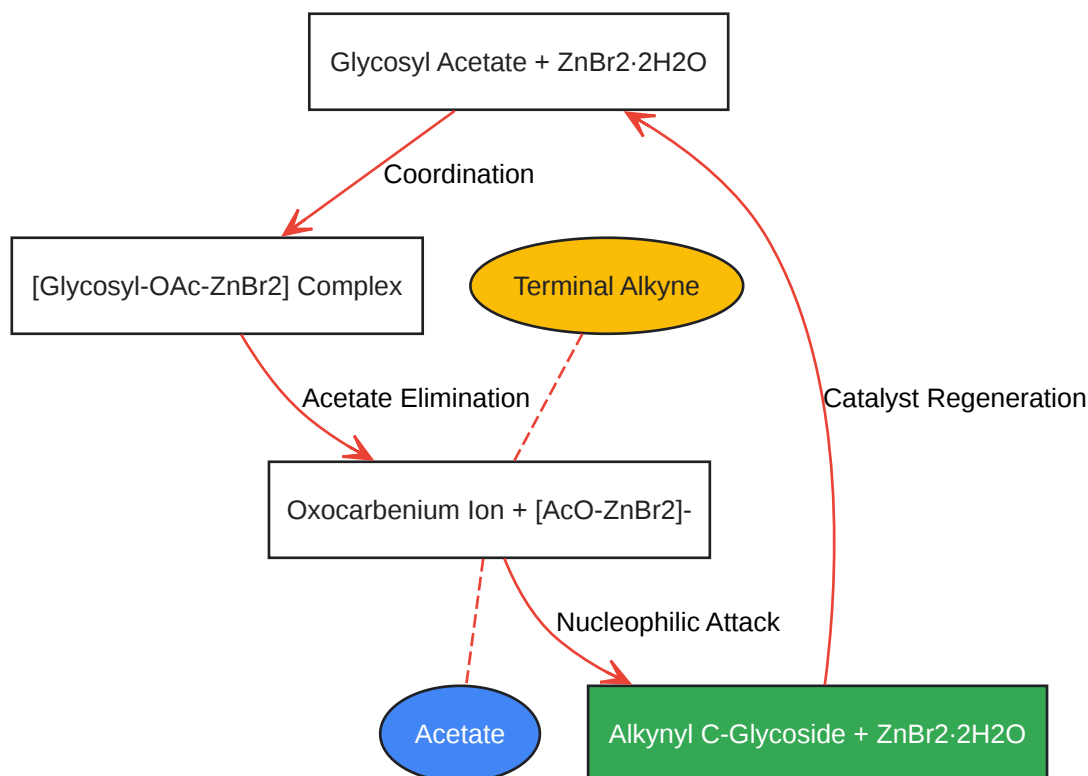 Glycosyl Acetate + ZnBr2·2H2O
Coordination
[Glycosyl-OAc-ZnBr2] Complex
Terminal Alkyne
Acetate Elimination
Catalyst Regeneration
Oxocarbenium Ion + [AcO-ZnBr2]-
Nucleophilic Attack
Acetate
Alkynyl C-Glycoside + ZnBr2·2H2O